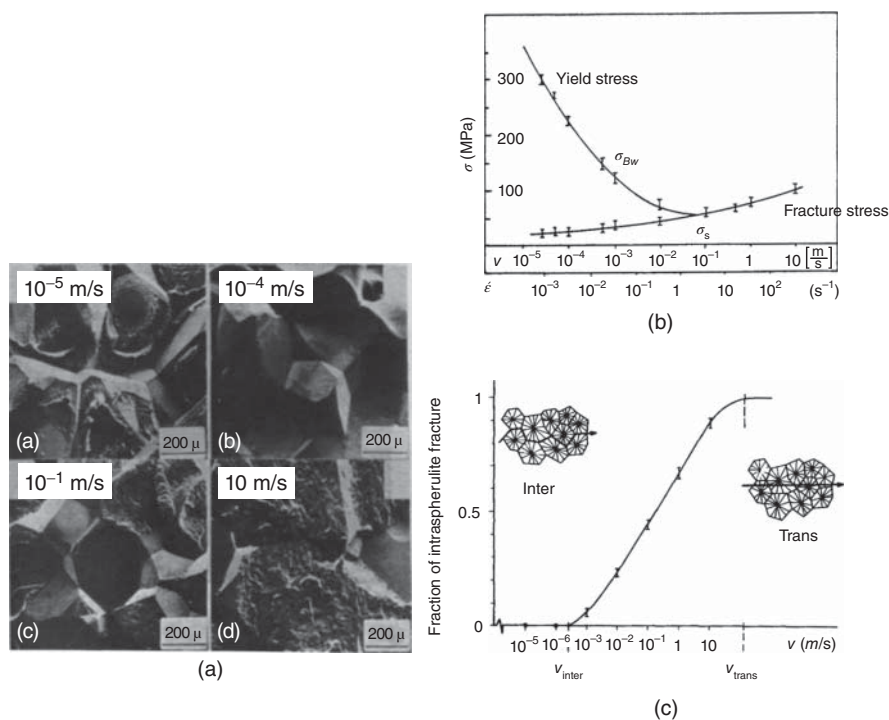 10⁻⁵ m/s
10⁻⁴ m/s
(a)
200 μ
(b)
200 μ
10⁻¹ m/s
10 m/s
(c)
200 μ
(d)
200 μ
(a)
σ (MPa)
300
200
100
Yield stress
σBw
Fracture stress
σs
v 10⁻⁵ 10⁻⁴ 10⁻³ 10⁻² 10⁻¹ 1 10 [m/s]
ε̇ 10⁻³ 10⁻² 10⁻¹ 1 10 10² (s⁻¹)
(b)
Fraction of intraspherulite fracture
1
0.5
0
Inter
Trans
10⁻⁵ 10⁻⁶ 10⁻³ 10⁻² 10⁻¹ 1 10 v (m/s)
vinter
vtrans
(c)